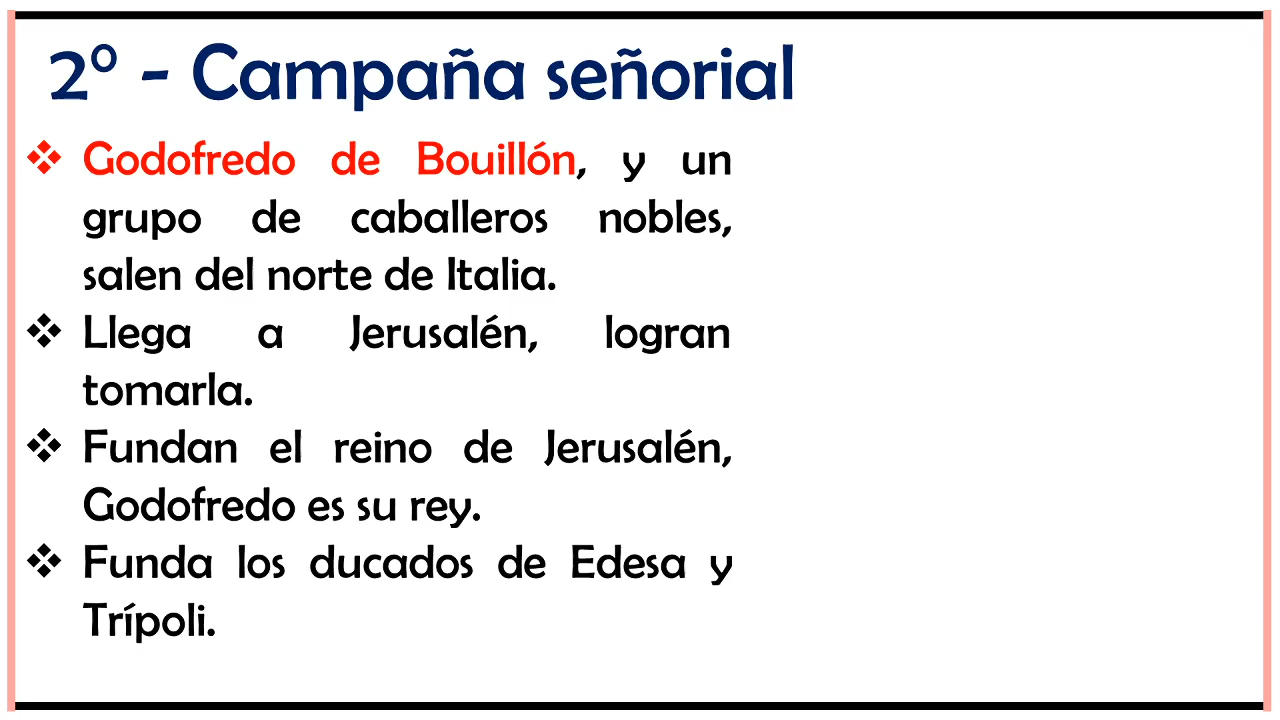 2º - Campaña señorial
❖ Godofredo de Bouillón, y un
grupo de caballeros nobles,
salen del norte de Italia.
❖ Llega a Jerusalén, logran
tomarla.
❖ Fundan el reino de Jerusalén,
Godofredo es su rey.
❖ Funda los ducados de Edesa y
Trípoli.